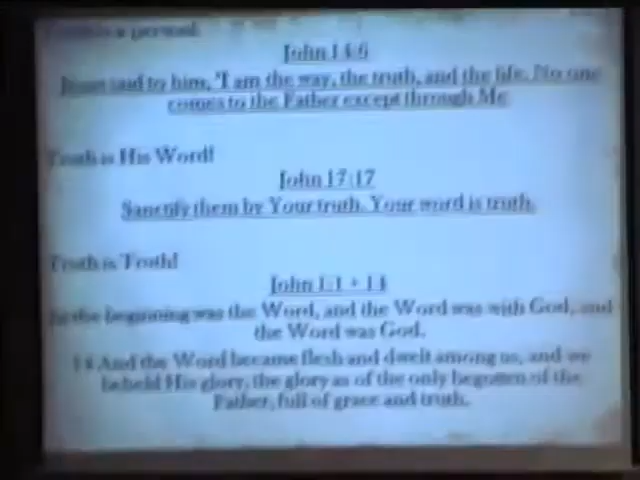 is a person!
John 14:6
Jesus said to him, "I am the way, the truth, and the life. No one
comes to the Father except through Me
Truth is His Word!
John 17:17
Sanctify them by Your truth. Your word is truth.
Truth is Truth!
John 1:1 + 14
In the beginning was the Word, and the Word was with God, and
the Word was God.
14 And the Word became flesh and dwelt among us, and we
beheld His glory, the glory as of the only begotten of the
Father, full of grace and truth.